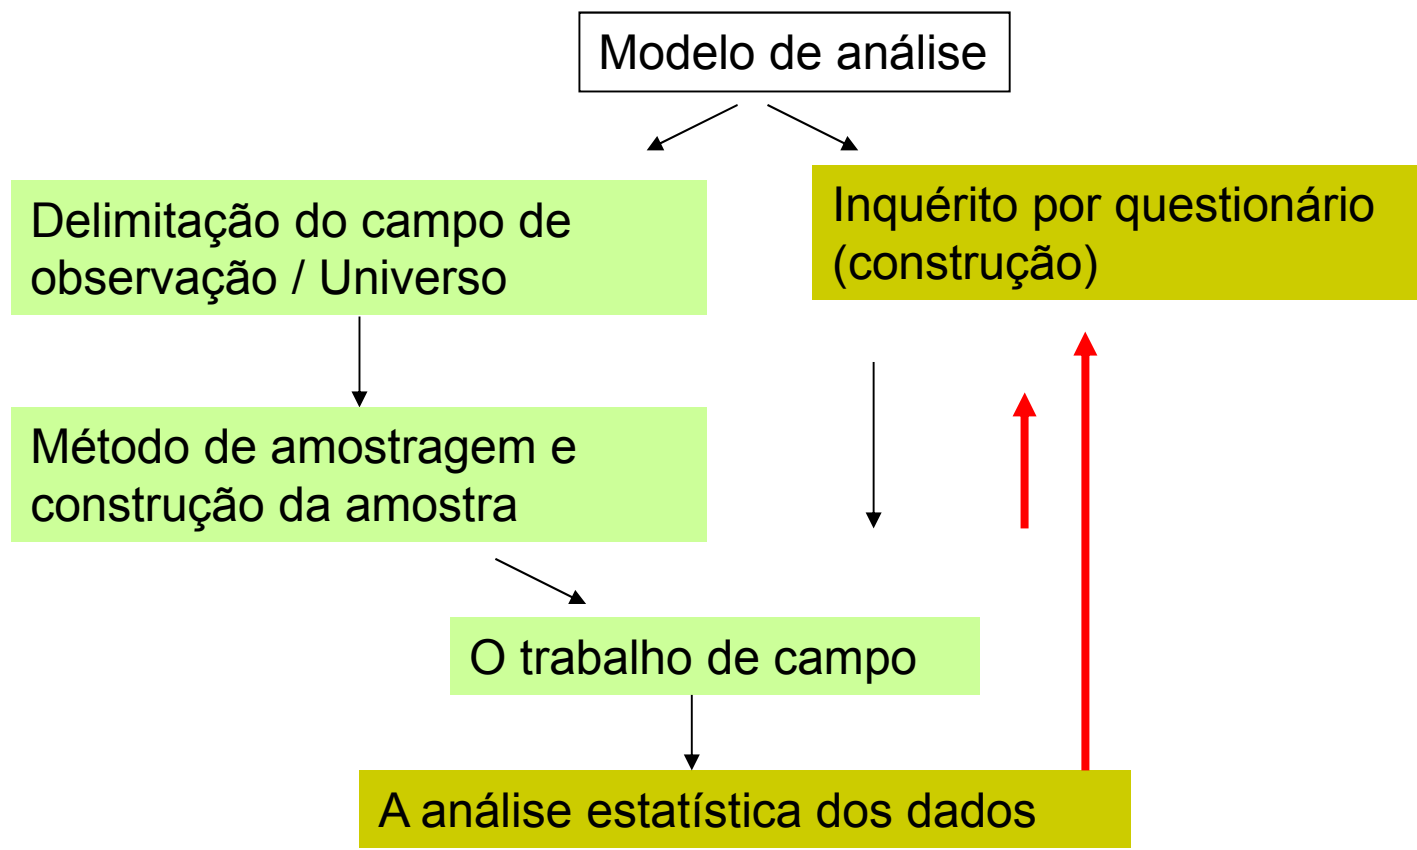 Modelo de análise
Delimitação do campo de
observação / Universo
Inquérito por questionário
(construção)
Método de amostragem e
construção da amostra
O trabalho de campo
A análise estatística dos dados